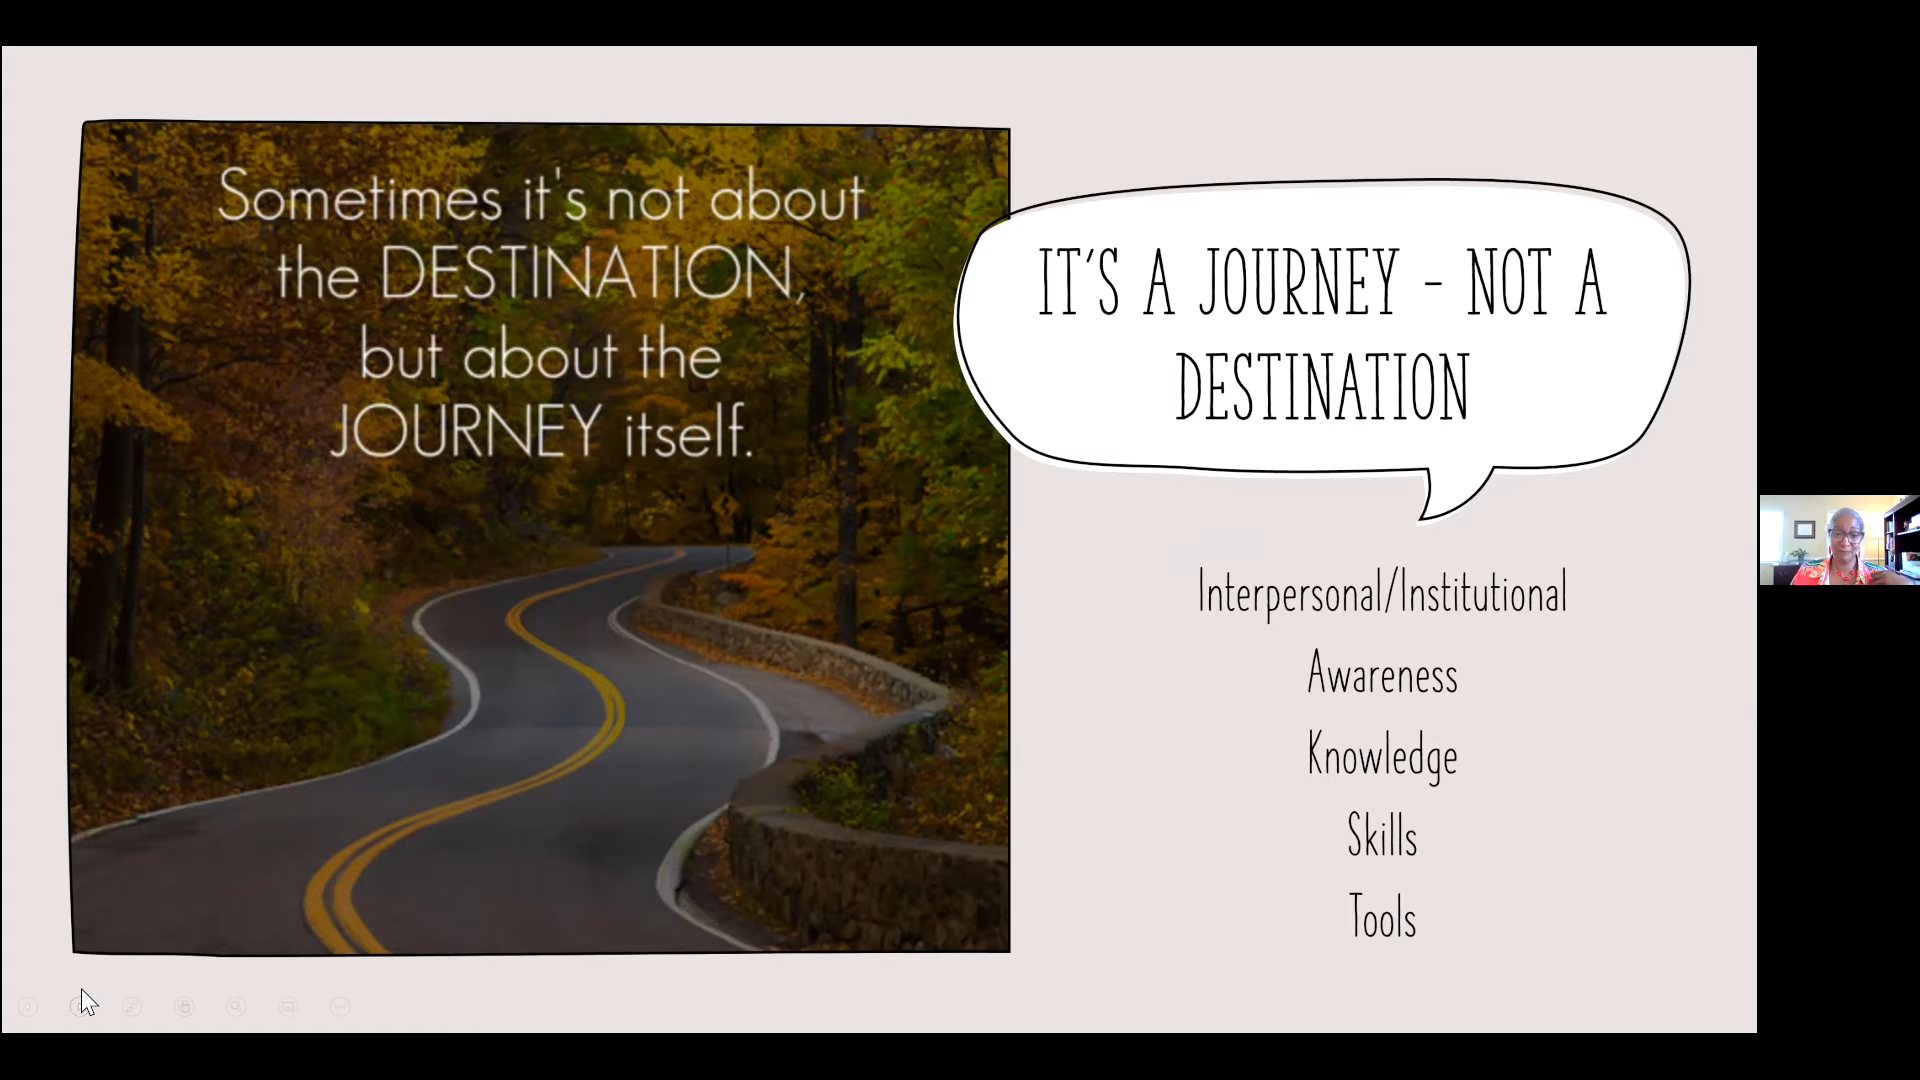 Sometimes it's not about
the DESTINATION,
but about the
JOURNEY itself.
IT'S A JOURNEY - NOT A
DESTINATION
Interpersonal/Institutional
Awareness
Knowledge
Skills
Tools